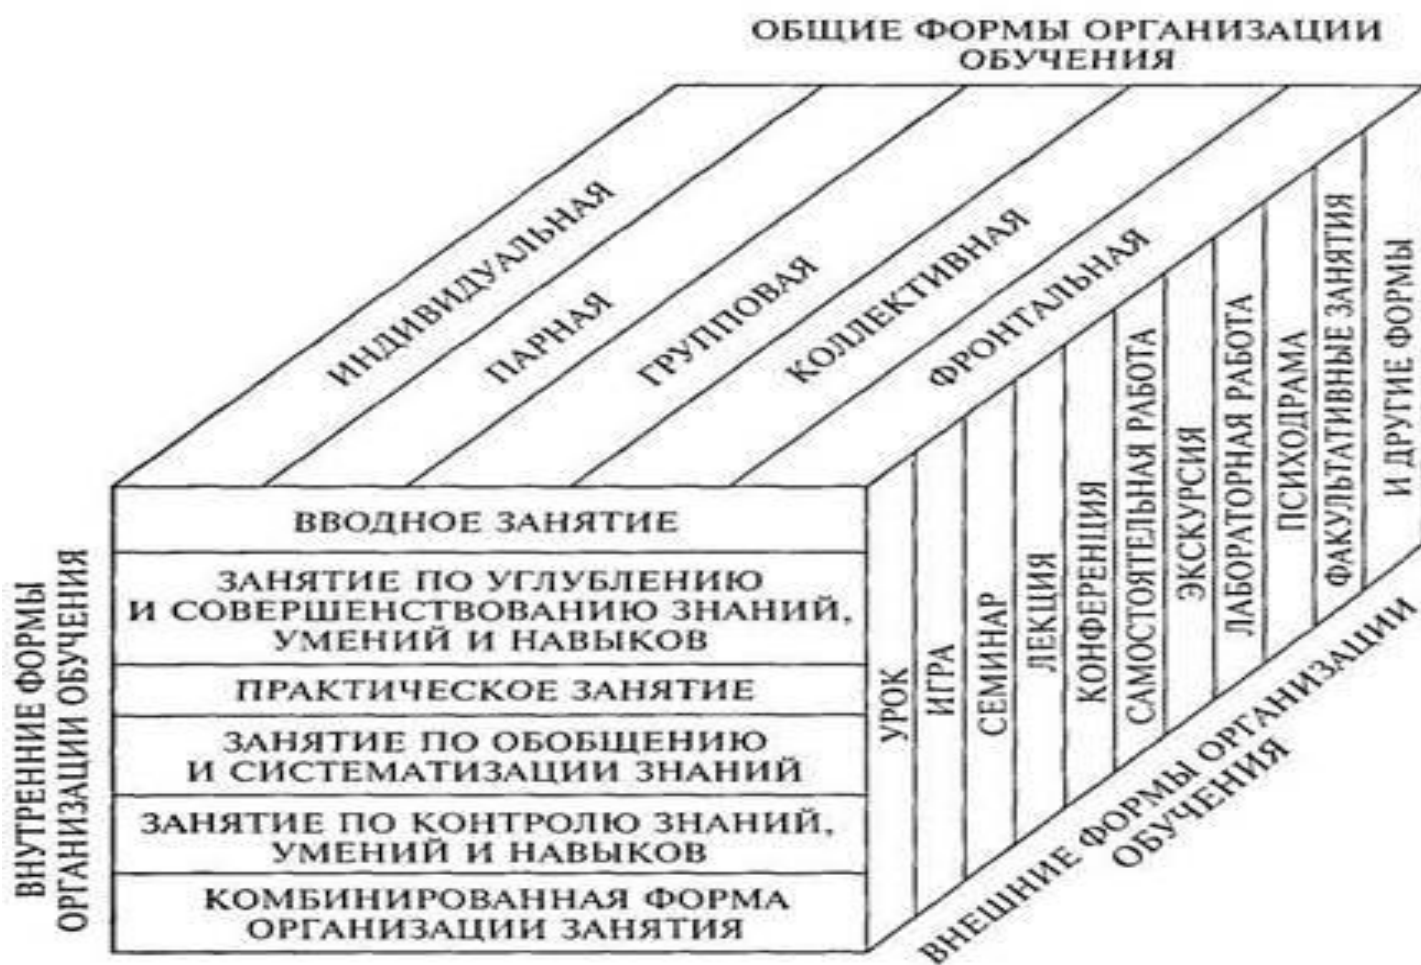 ОБЩИЕ ФОРМЫ ОРГАНИЗАЦИИ
ОБУЧЕНИЯ
ИНДИВИДУАЛЬНАЯ
ПАРНАЯ
ГРУППОВАЯ
КОЛЛЕКТИВНАЯ
ФРОНТАЛЬНАЯ
ВНУТРЕННИЕ ФОРМЫ
ОРГАНИЗАЦИИ ОБУЧЕНИЯ
ВВОДНОЕ ЗАНЯТИЕ
ЗАНЯТИЕ ПО УГЛУБЛЕНИЮ
И СОВЕРШЕНСТВОВАНИЮ ЗНАНИЙ,
УМЕНИЙ И НАВЫКОВ
ПРАКТИЧЕСКОЕ ЗАНЯТИЕ
ЗАНЯТИЕ ПО ОБОБЩЕНИЮ
И СИСТЕМАТИЗАЦИИ ЗНАНИЙ
ЗАНЯТИЕ ПО КОНТРОЛЮ ЗНАНИЙ,
УМЕНИЙ И НАВЫКОВ
КОМБИНИРОВАННАЯ ФОРМА
ОРГАНИЗАЦИИ ЗАНЯТИЯ
УРОК
ИГРА
СЕМИНАР
ЛЕКЦИЯ
КОНФЕРЕНЦИЯ
САМОСТОЯТЕЛЬНАЯ РАБОТА
ЭКСКУРСИЯ
ЛАБОРАТОРНАЯ РАБОТА
ПСИХОДРАМА
ФАКУЛЬТАТИВНЫЕ ЗАНЯТИЯ
И ДРУГИЕ ФОРМЫ
ВНЕШНИЕ ФОРМЫ ОРГАНИЗАЦИИ
ОБУЧЕНИЯ